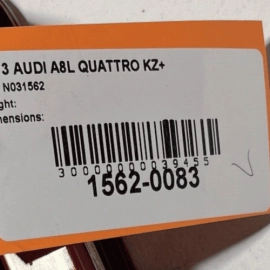 3 AUDI A8L QUATTRO KZ+
N031562
ght:
mensions:
3000000039455
1562-0083